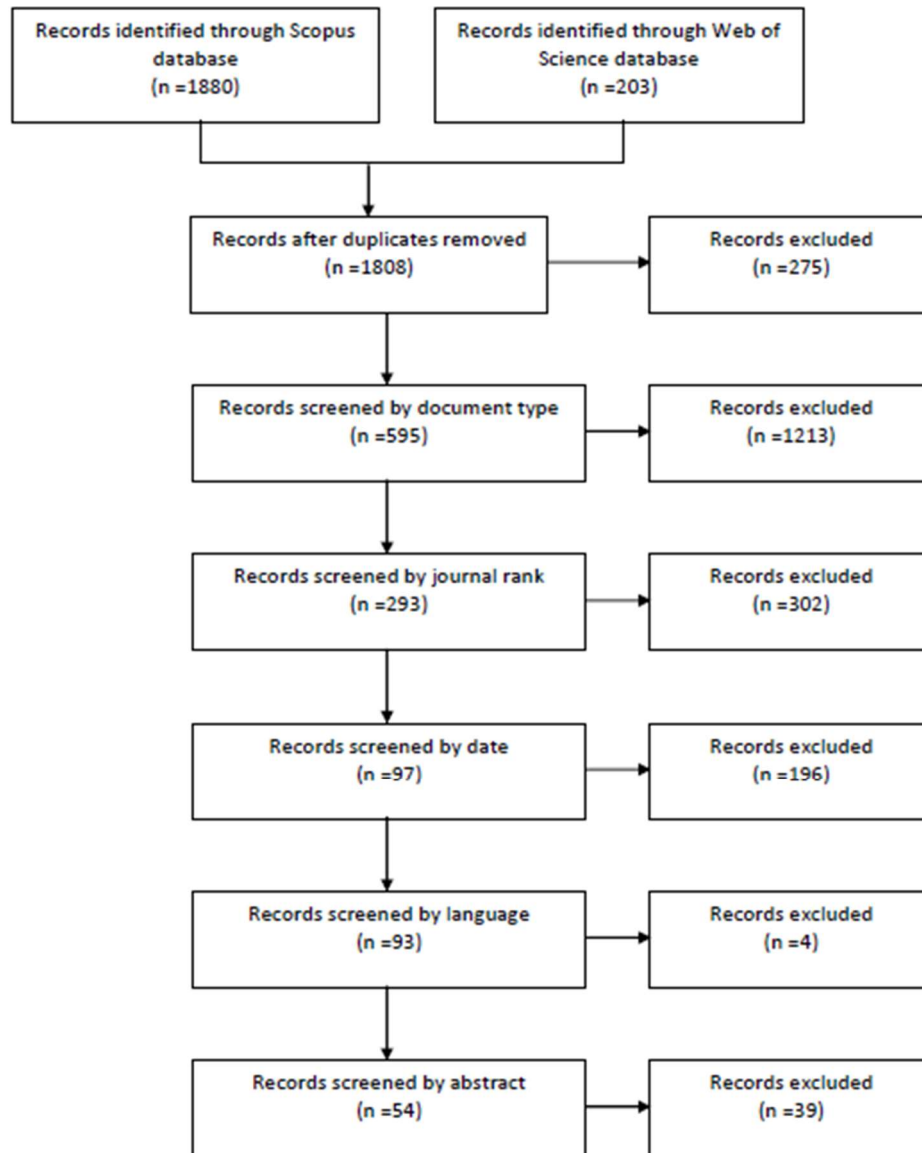 Records identified through Scopus
database
(n =1880)
Records identified through Web of
Science database
(n =203)
Records after duplicates removed
(n =1808)
Records excluded
(n =275)
Records screened by document type
(n =595)
Records excluded
(n =1213)
Records screened by journal rank
(n =293)
Records excluded
(n =302)
Records screened by date
(n =97)
Records excluded
(n =196)
Records screened by language
(n =93)
Records excluded
(n =4)
Records screened by abstract
(n =54)
Records excluded
(n =39)